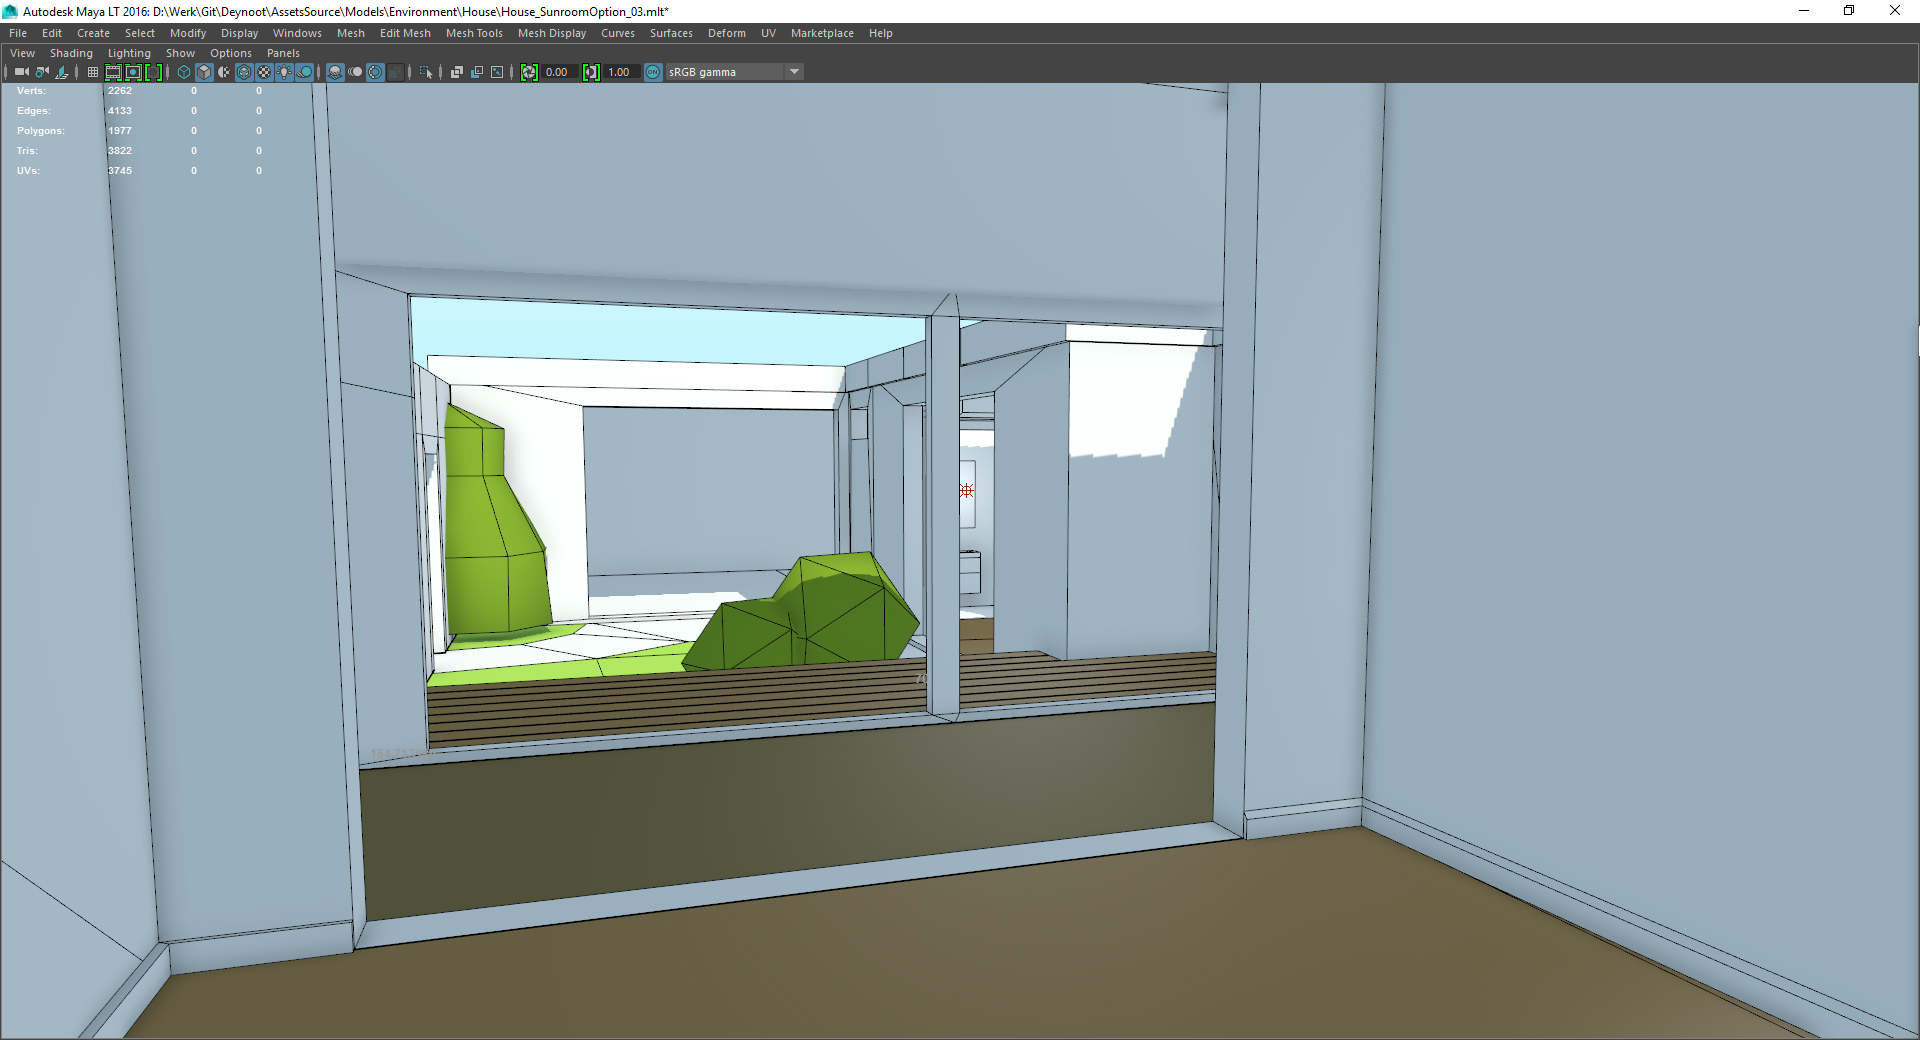 Autodesk Maya LT 2016: D:\Werk\Git\Deynoot\AssetsSource\Models\Environment\House\House_SunroomOption_03.mlt*
File Edit Create Select Modify Display Windows Mesh Edit Mesh Mesh Tools Mesh Display Curves Surfaces Deform UV Marketplace Help
View Shading Lighting Show Options Panels
0.00 1.00 ON sRGB gamma
Verts: 2262 0 0
Edges: 4133 0 0
Polygons: 1977 0 0
Tris: 3822 0 0
UVs: 3745 0 0